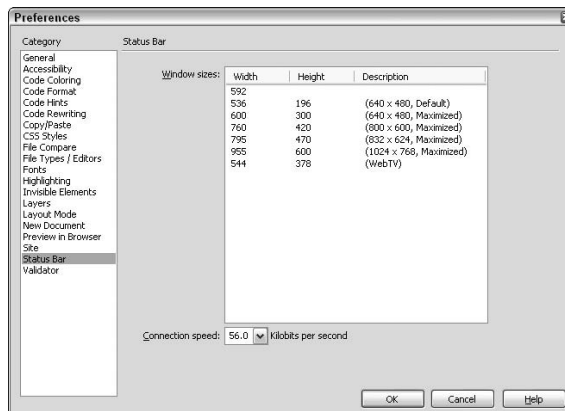 Preferences
Category
Status Bar
General
Accessibility
Code Coloring
Code Format
Code Hints
Code Rewriting
Copy/Paste
CSS Styles
File Compare
File Types / Editors
Fonts
Highlighting
Invisible Elements
Layers
Layout Mode
New Document
Preview in Browser
Site
Status Bar
Validator
Window sizes: Width Height Description
592
536 196 (640 x 480, Default)
600 300 (640 x 480, Maximized)
760 420 (800 x 600, Maximized)
795 470 (832 x 624, Maximized)
955 600 (1024 x 768, Maximized)
544 378 (WebTV)
Connection speed: 56.0 Kilobits per second
OK Cancel Help